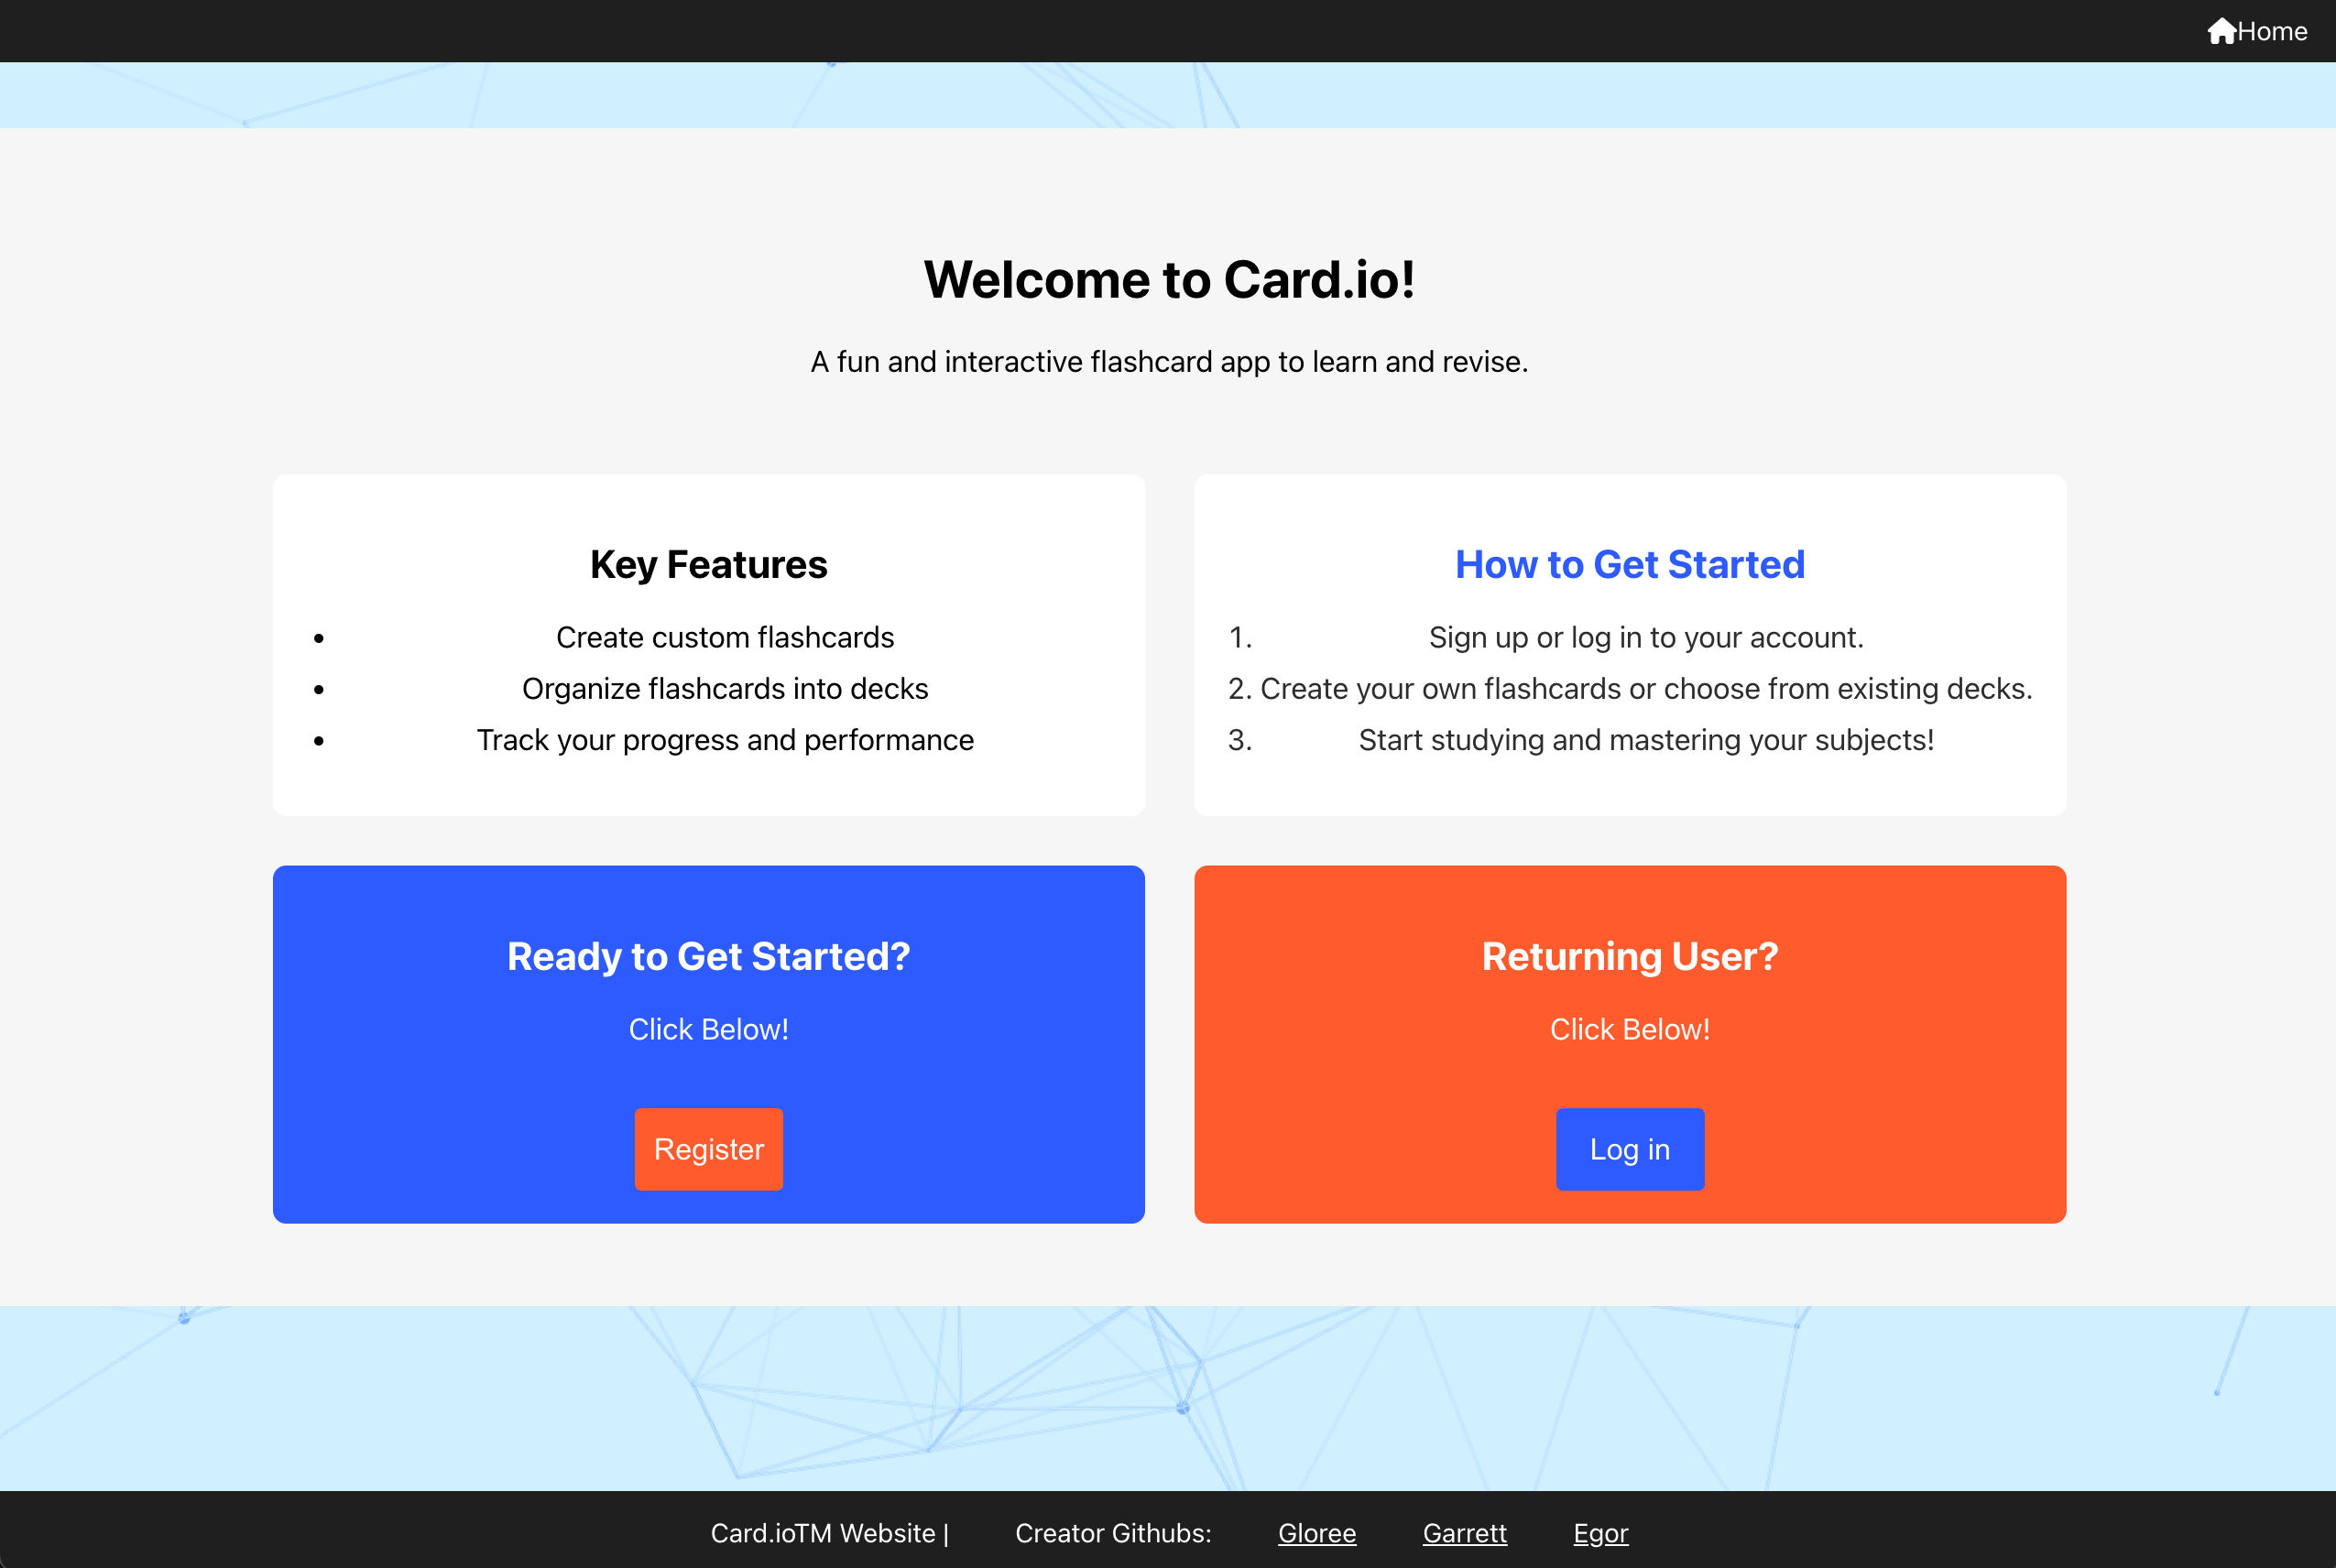 Home
Welcome to Card.io!
A fun and interactive flashcard app to learn and revise.
Key Features
• Create custom flashcards
• Organize flashcards into decks
• Track your progress and performance
How to Get Started
1. Sign up or log in to your account.
2. Create your own flashcards or choose from existing decks.
3. Start studying and mastering your subjects!
Ready to Get Started?
Click Below!
Register
Returning User?
Click Below!
Log in
Card.ioTM Website | Creator Githubs: Gloree Garrett Egor